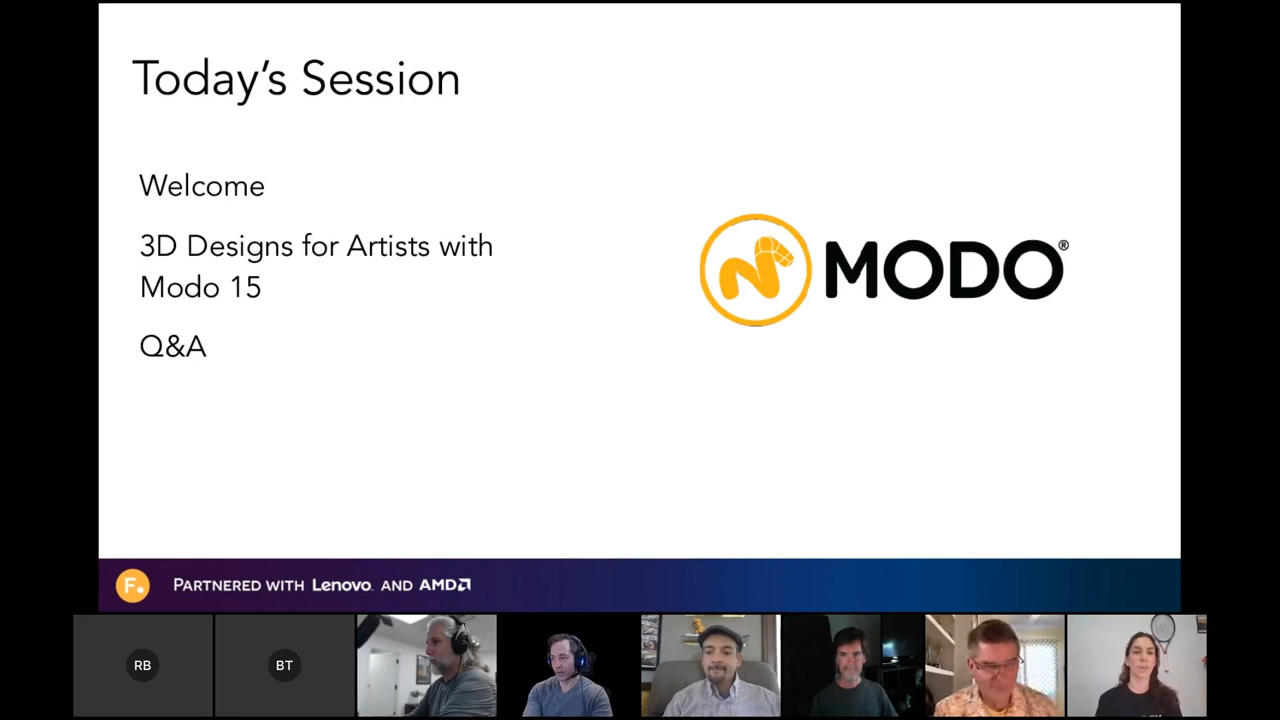 Today’s Session
Welcome
3D Designs for Artists with
Modo 15
Q&A
MODO®
F.
PARTNERED WITH Lenovo. AND AMD
RB
BT